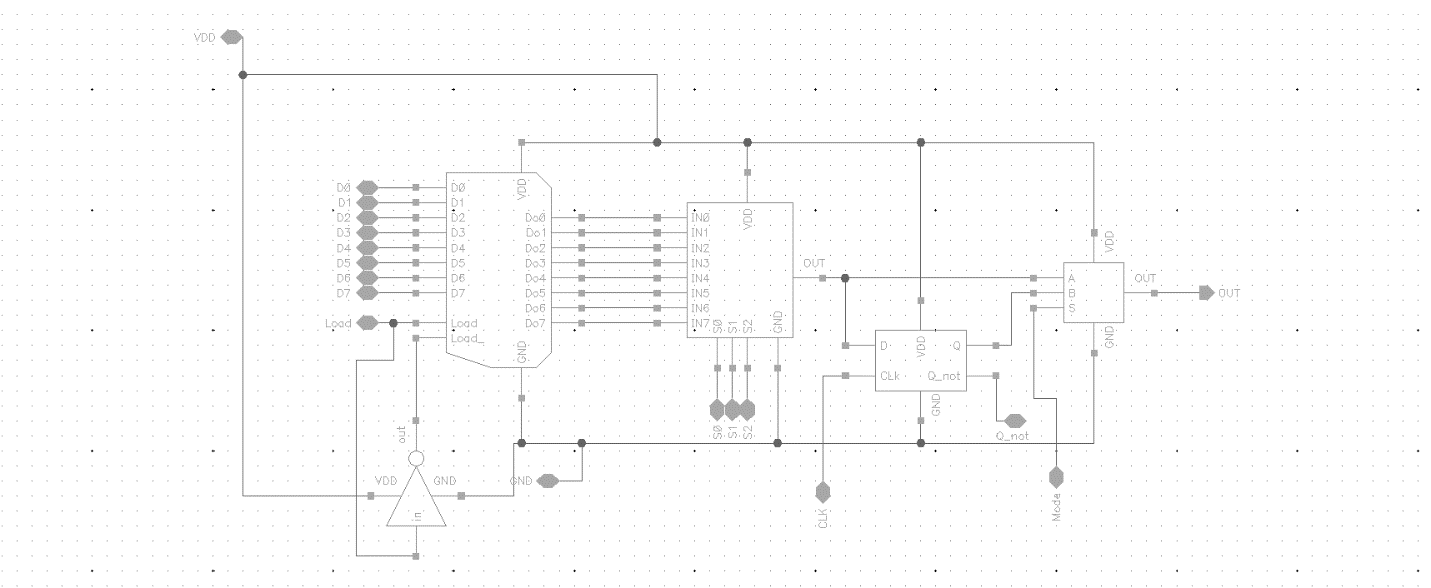 VDD
VDD
D0 D0
D1 D1
D2 D2 Do0 IN0
D3 D3 Do1 IN1
D4 D4 Do2 IN2
D5 D5 Do3 IN3
D6 D6 Do4 IN4
D7 D7 Do5 IN5
Do6 IN6
Load Load Do7 IN7
Load_
GND
VDD
S0 S1 S2 GND
OUT
S0 S1 S2
VDD
A
B
S
OUT
OUT
GND
VDD
D Q
CLk Q_not
GND
Q_not
out
VDD GND
in
GND
CLK
Mode